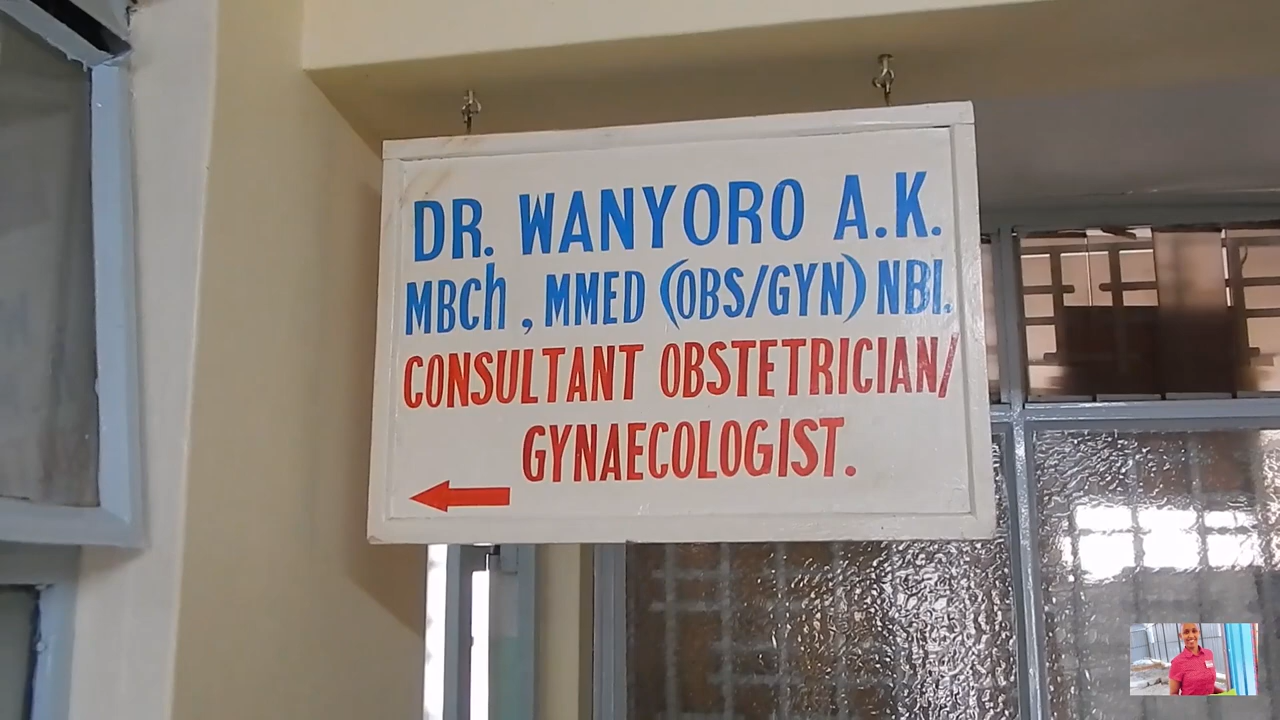 DR. WANYORO A.K.
MBCh , MMED (OBS/GYN) NBI.
CONSULTANT OBSTETRICIAN/
GYNAECOLOGIST.